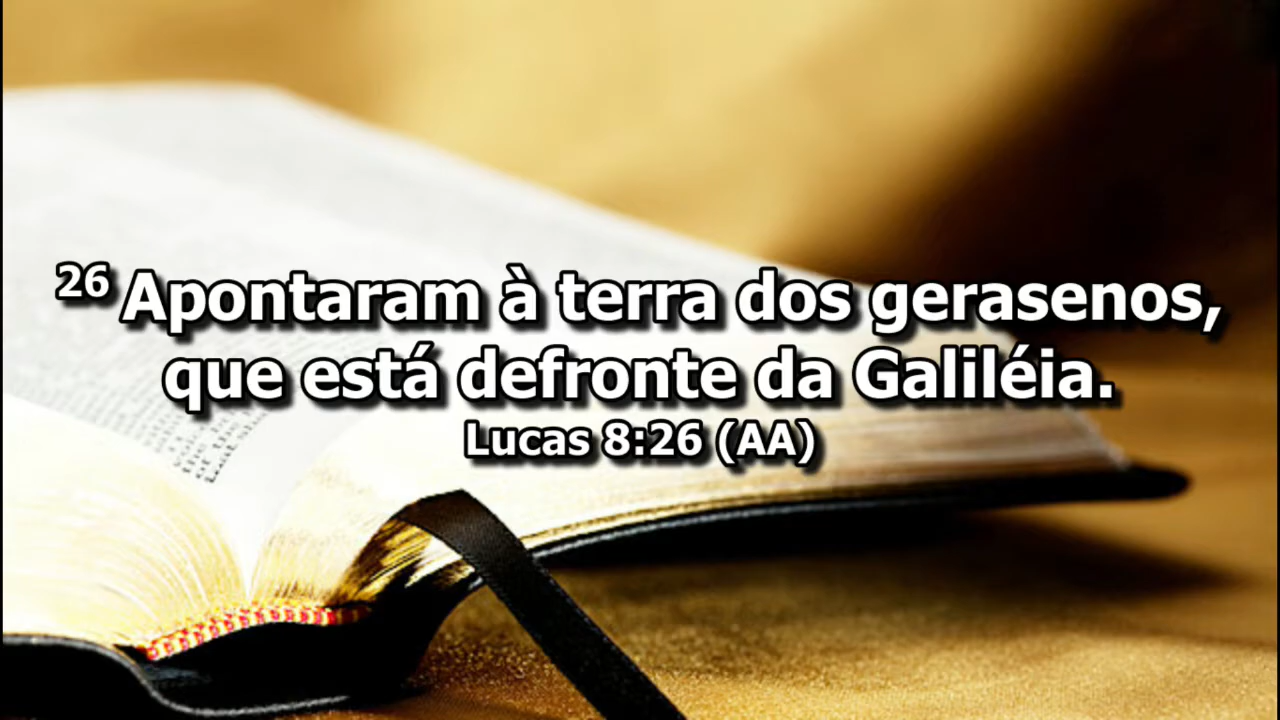 26 Apontaram à terra dos gerasenos,
que está defronte da Galiléia.
Lucas 8:26 (AA)